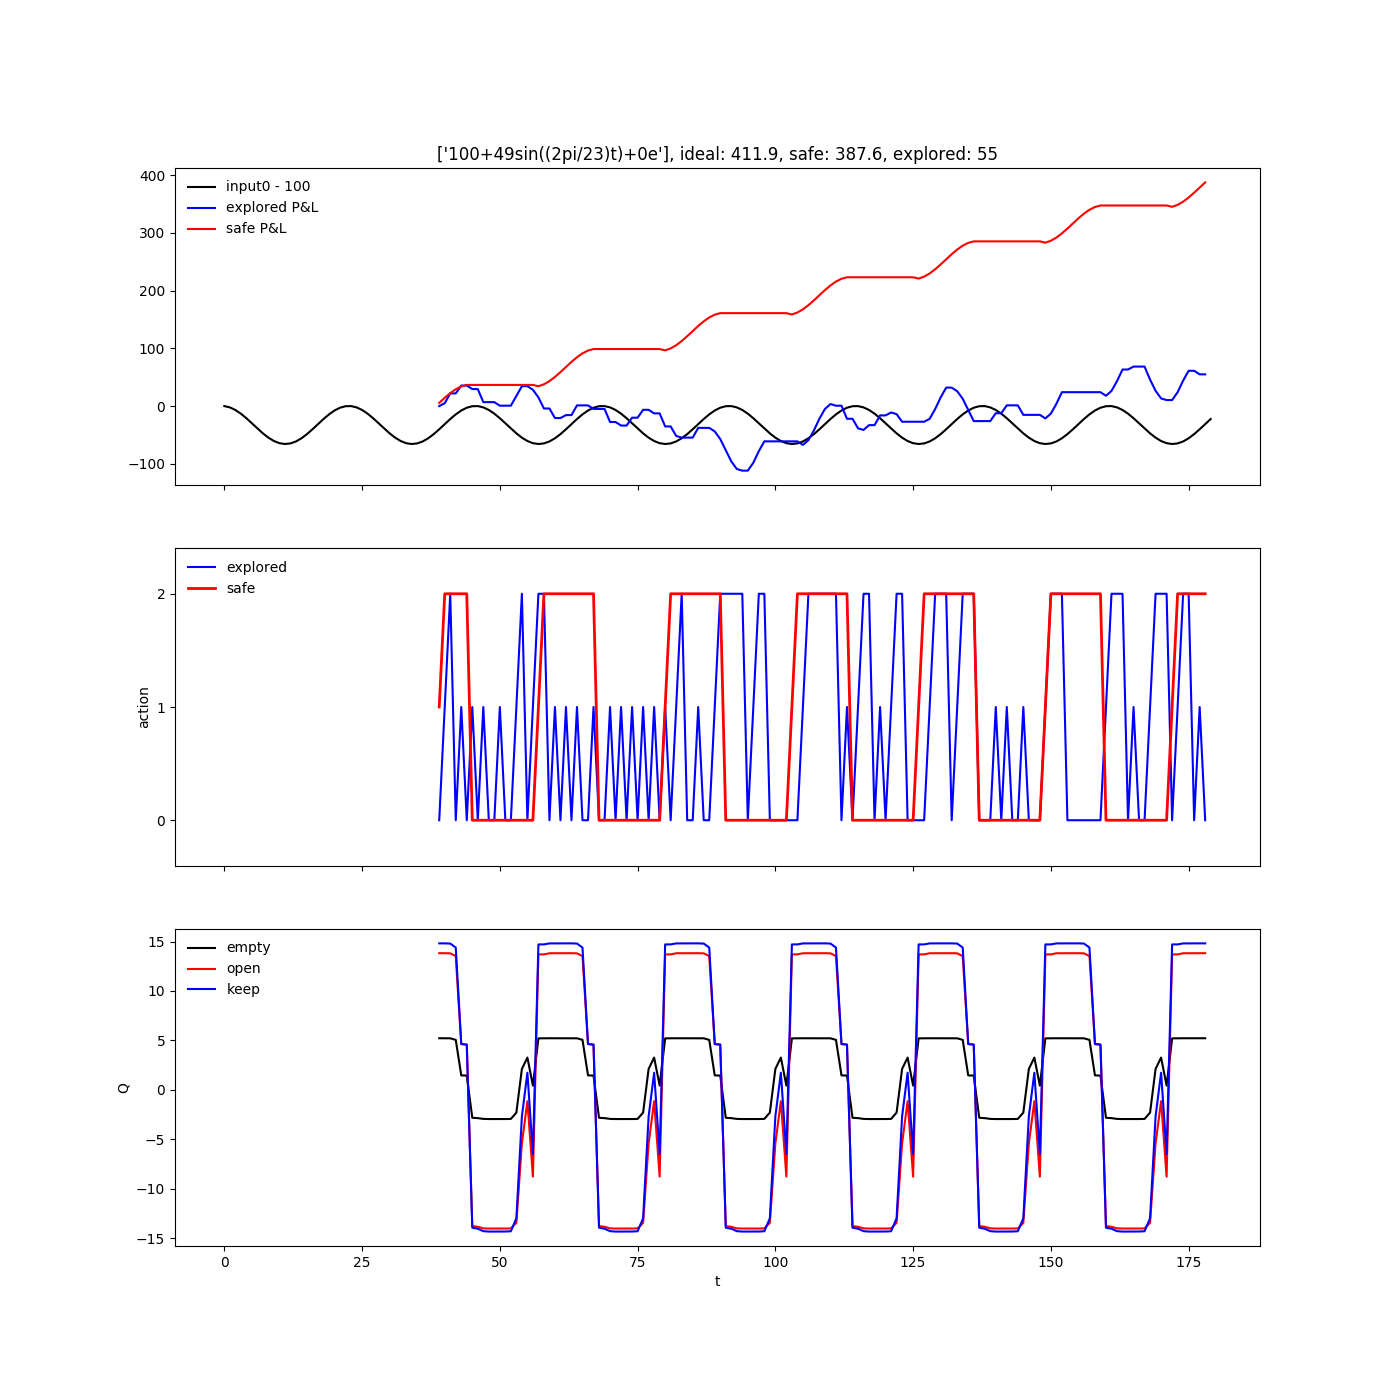 ['100+49sin((2pi/23)t)+0e'], ideal: 411.9, safe: 387.6, explored: 55
400
300
200
100
0
−100
input0 - 100
explored P&L
safe P&L
action
2
1
0
explored
safe
Q
15
10
5
0
−5
−10
−15
empty
open
keep
0 25 50 75 100 125 150 175
t